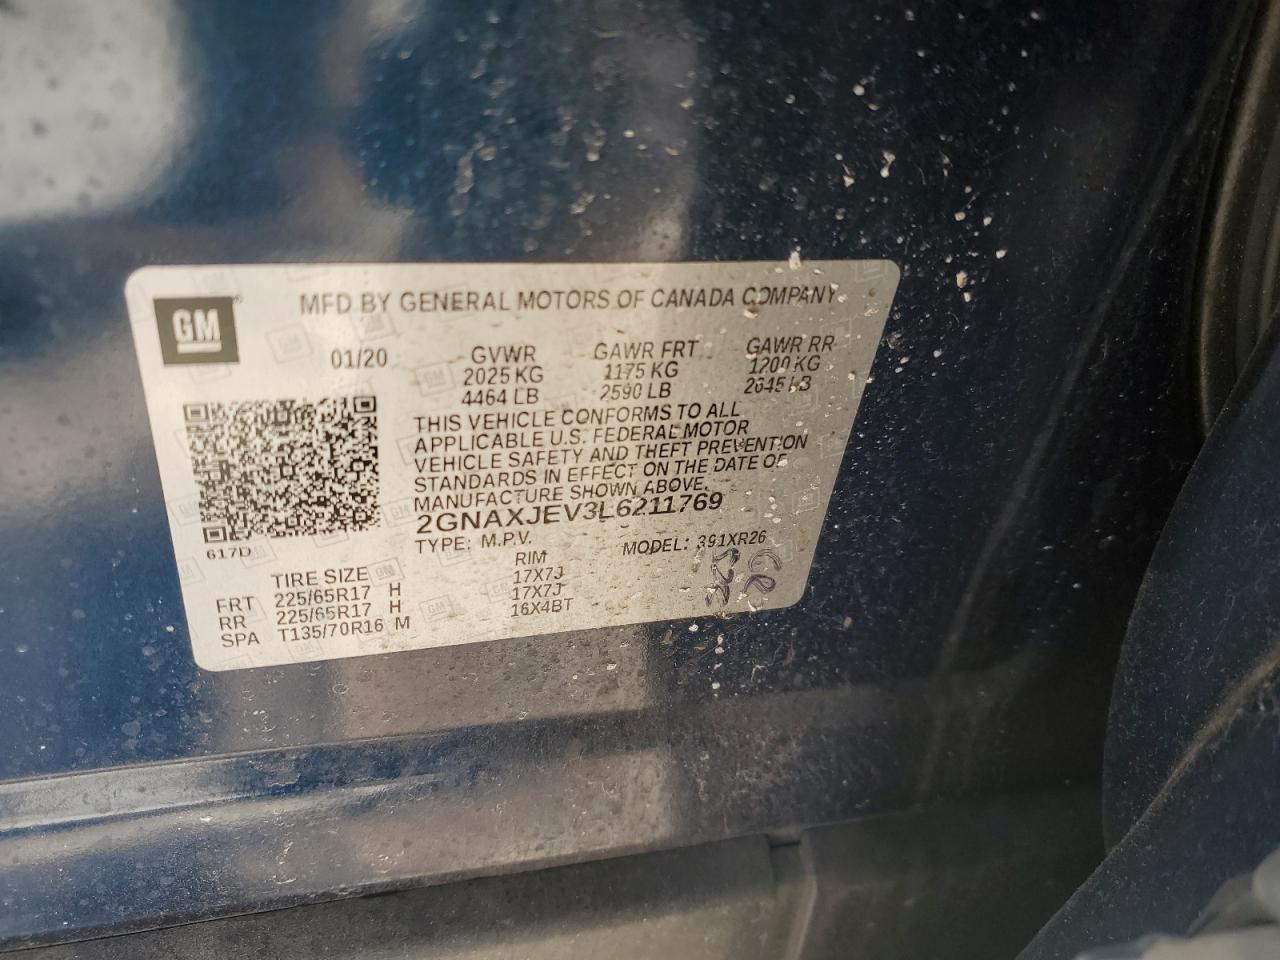 GM
MFD BY GENERAL MOTORS OF CANADA COMPANY
01/20 GVWR GAWR FRT GAWR RR
2025 KG 1175 KG 1200 KG
4464 LB 2590 LB 2645 LB
THIS VEHICLE CONFORMS TO ALL
APPLICABLE U.S. FEDERAL MOTOR
VEHICLE SAFETY AND THEFT PREVENTION
STANDARDS IN EFFECT ON THE DATE OF
MANUFACTURE SHOWN ABOVE.
2GNAXJEV3L6211769
617D TYPE: M.P.V. MODEL: 391XR26
TIRE SIZE RIM
FRT 225/65R17 H 17X7J
RR 225/65R17 H 17X7J
SPA T135/70R16 M 16X4BT